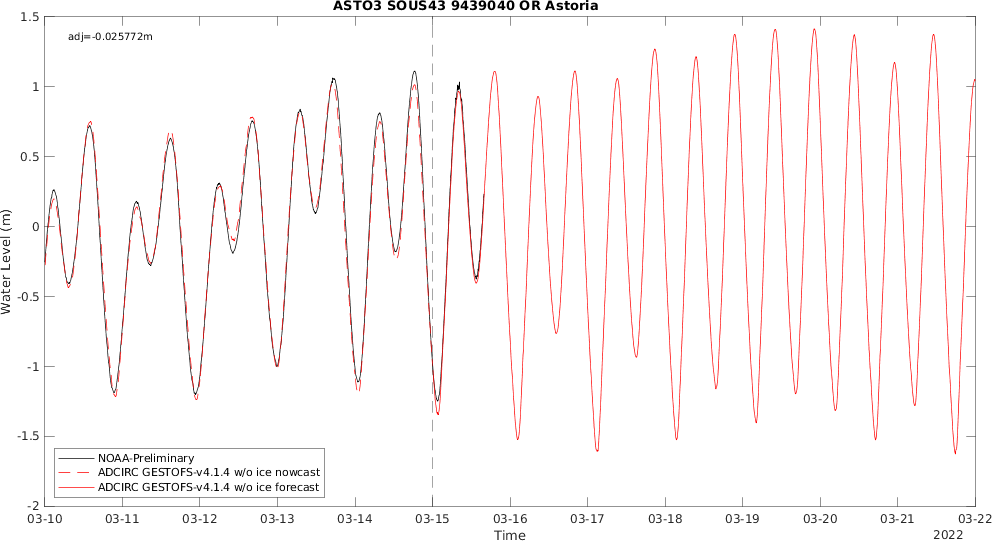 ASTO3 SOUS43 9439040 OR Astoria
adj=-0.025772m
1.5
1
0.5
0
-0.5
-1
-1.5
-2
Water Level (m)
NOAA-Preliminary
ADCIRC GESTOFS-v4.1.4 w/o ice nowcast
ADCIRC GESTOFS-v4.1.4 w/o ice forecast
03-10 03-11 03-12 03-13 03-14 03-15 03-16 03-17 03-18 03-19 03-20 03-21 03-22
Time
2022